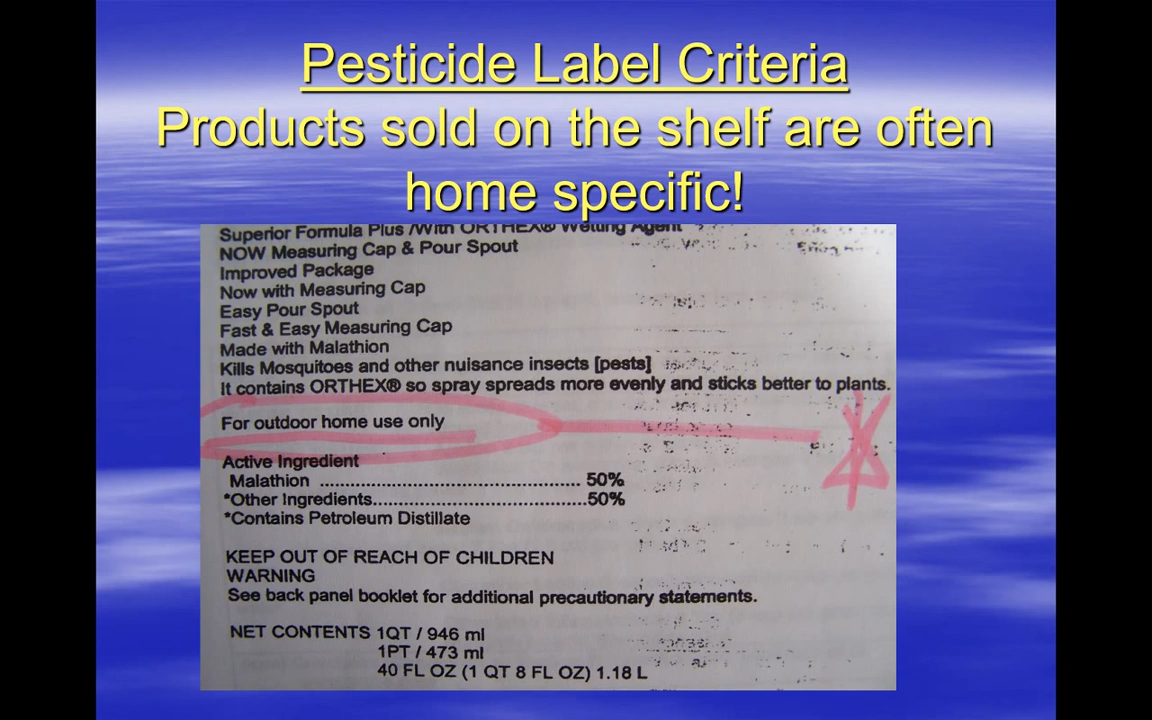 Pesticide Label Criteria
Products sold on the shelf are often
home specific!
Superior Formula Plus /With ORTHEX® Wetting Agent
NOW Measuring Cap & Pour Spout
Improved Package
Now with Measuring Cap
Easy Pour Spout
Fast & Easy Measuring Cap
Made with Malathion
Kills Mosquitoes and other nuisance insects [pests]
It contains ORTHEX® so spray spreads more evenly and sticks better to plants.
For outdoor home use only
Active Ingredient
Malathion ................................................ 50%
*Other Ingredients.....................................50%
*Contains Petroleum Distillate
KEEP OUT OF REACH OF CHILDREN
WARNING
See back panel booklet for additional precautionary statements.
NET CONTENTS 1QT / 946 ml
1PT / 473 ml
40 FL OZ (1 QT 8 FL OZ) 1.18 L